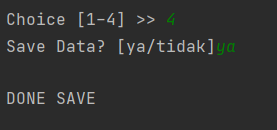 Choice [1-4] >> 4
Save Data? [ya/tidak]ya
DONE SAVE